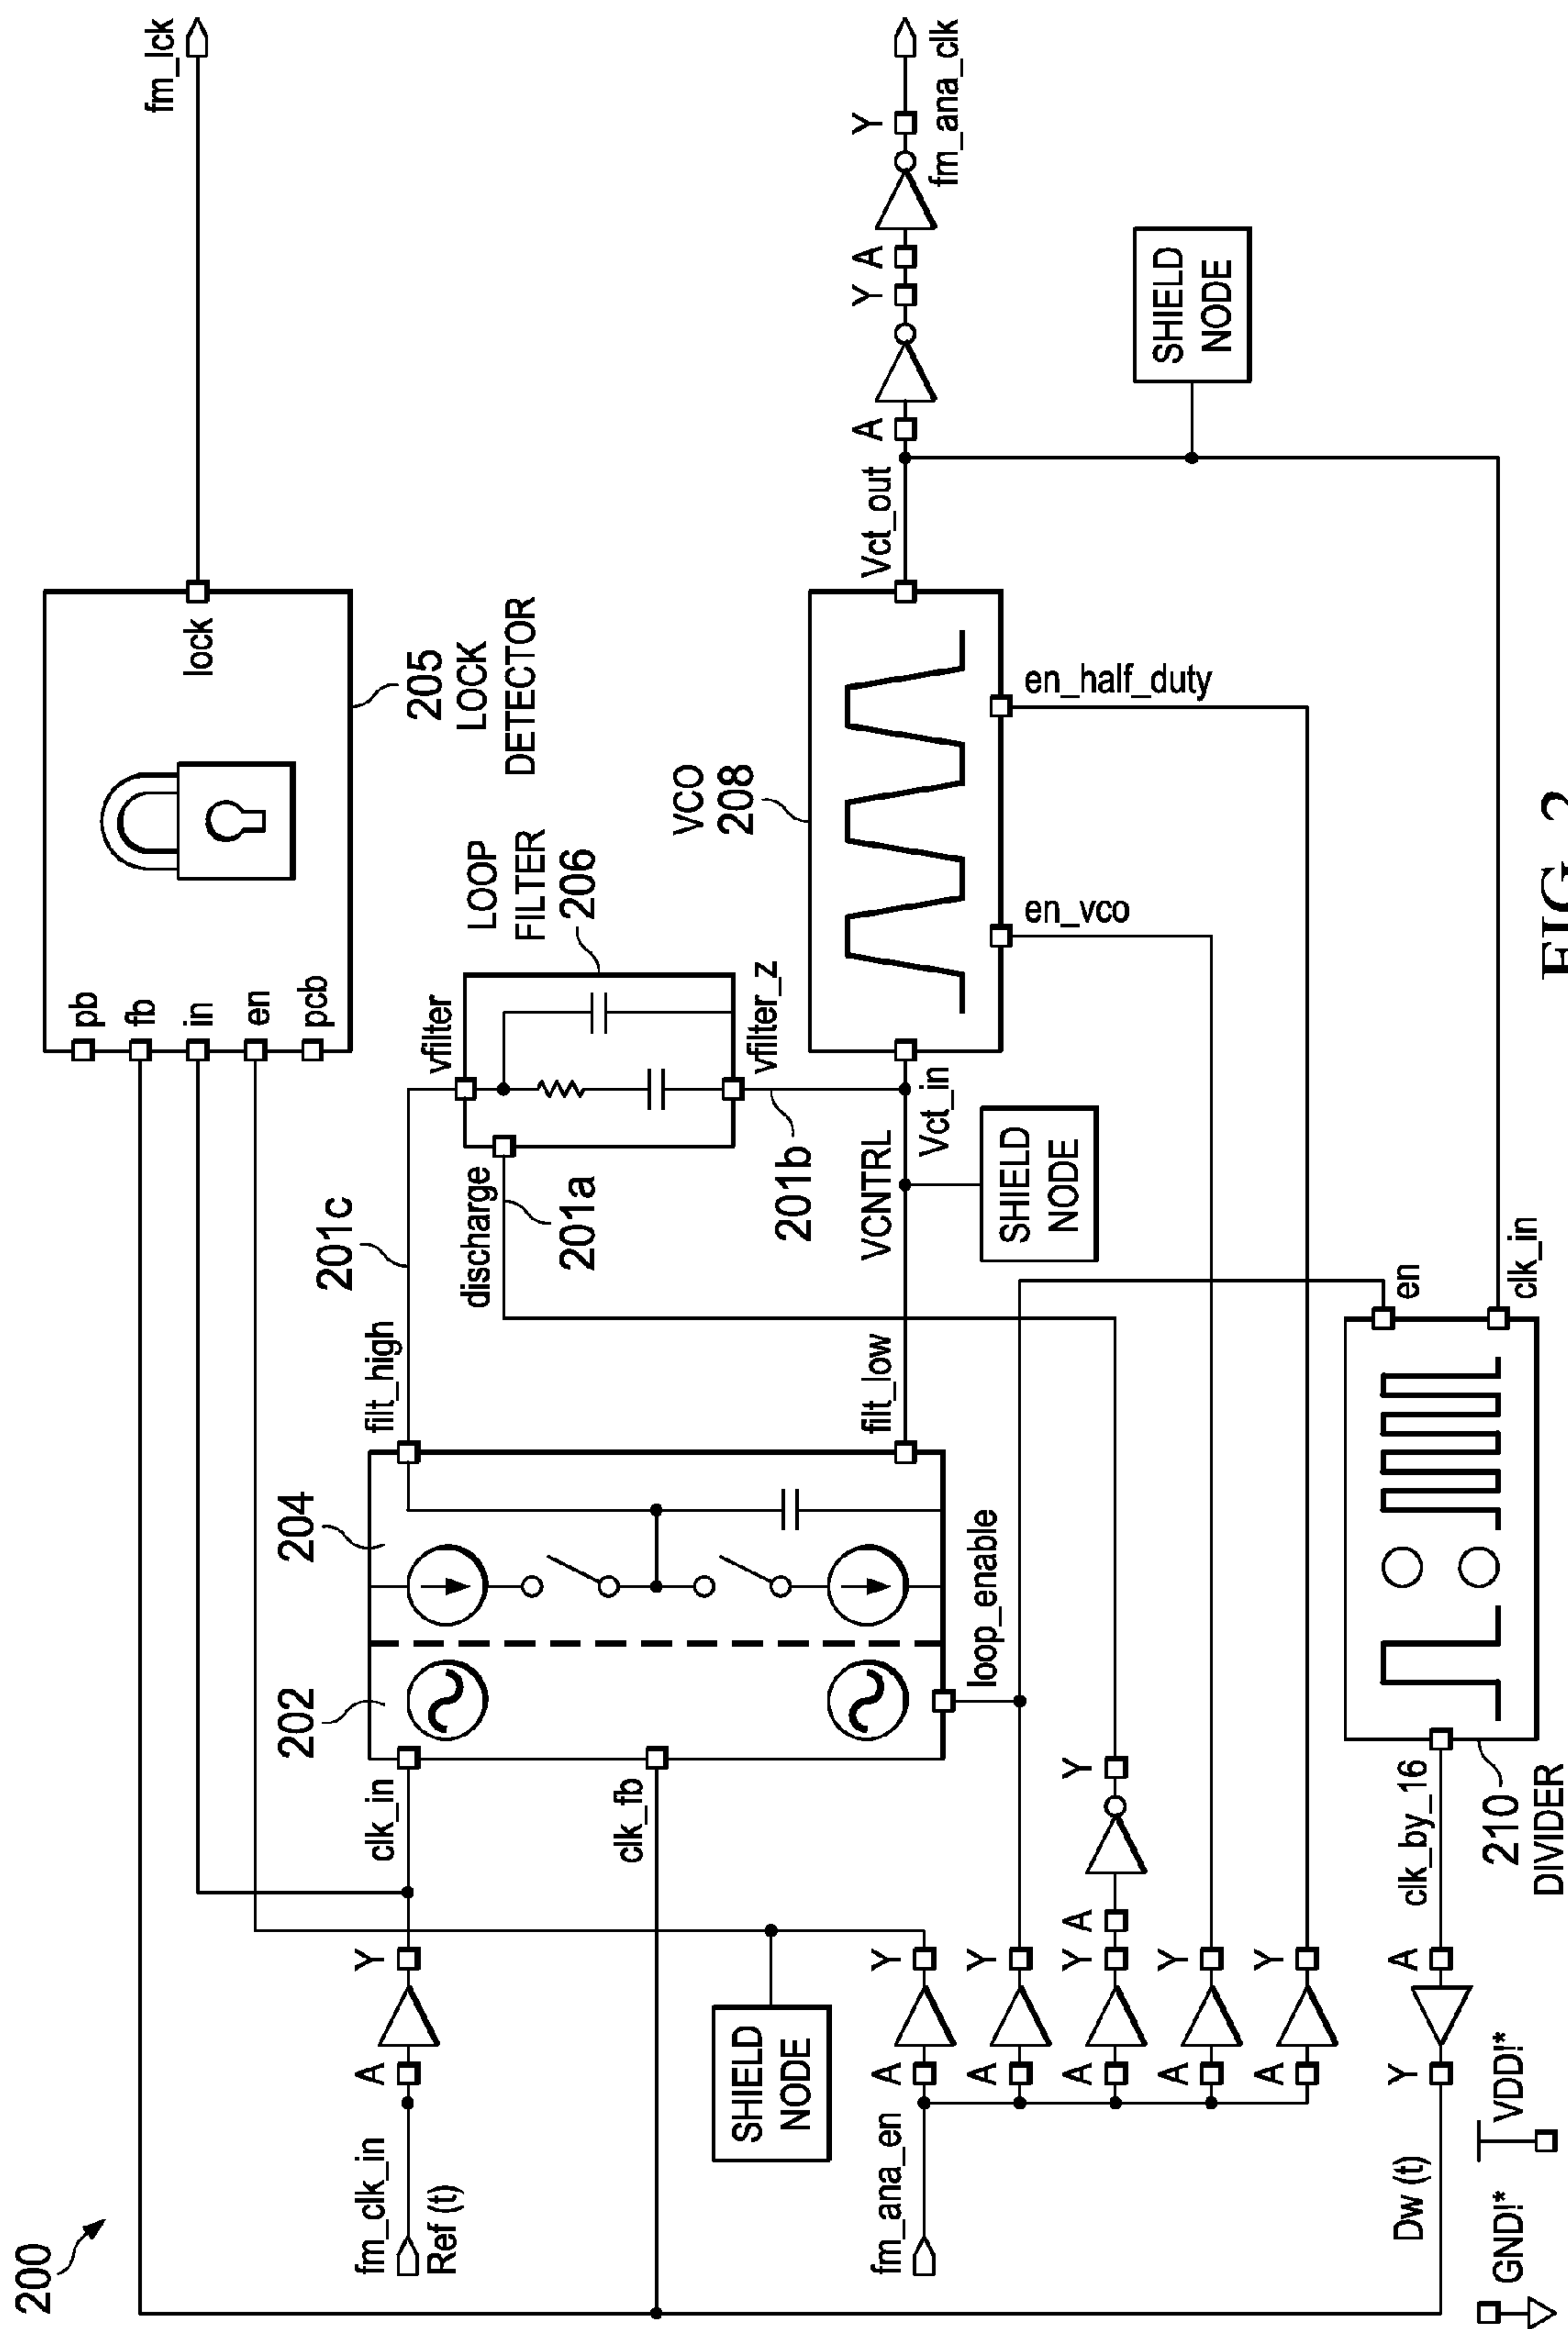 200
fm_lck
pb
fb
in
en
pcb
lock
205
LOCK
DETECTOR
fm_clk_in
Ref (t)
A
Y
clk_in
202
204
filt_high
201c
vfilter
LOOP
FILTER
206
discharge
201a
vfilter_z
201b
clk_fb
filt_low
VCNTRL
Vct_in
VCO
208
Vct_out
A
Y
A
Y
fm_ana_clk
SHIELD
NODE
SHIELD
NODE
SHIELD
NODE
loop_enable
en_vco
en_half_duty
fm_ana_en
A
Y
A
Y
A
Y
A
Y
A
Y
A
Y
en
clk_in
clk_by_16
210
DIVIDER
A
Y
Dw (t)
GND!*
VDD!*
FIG. 2